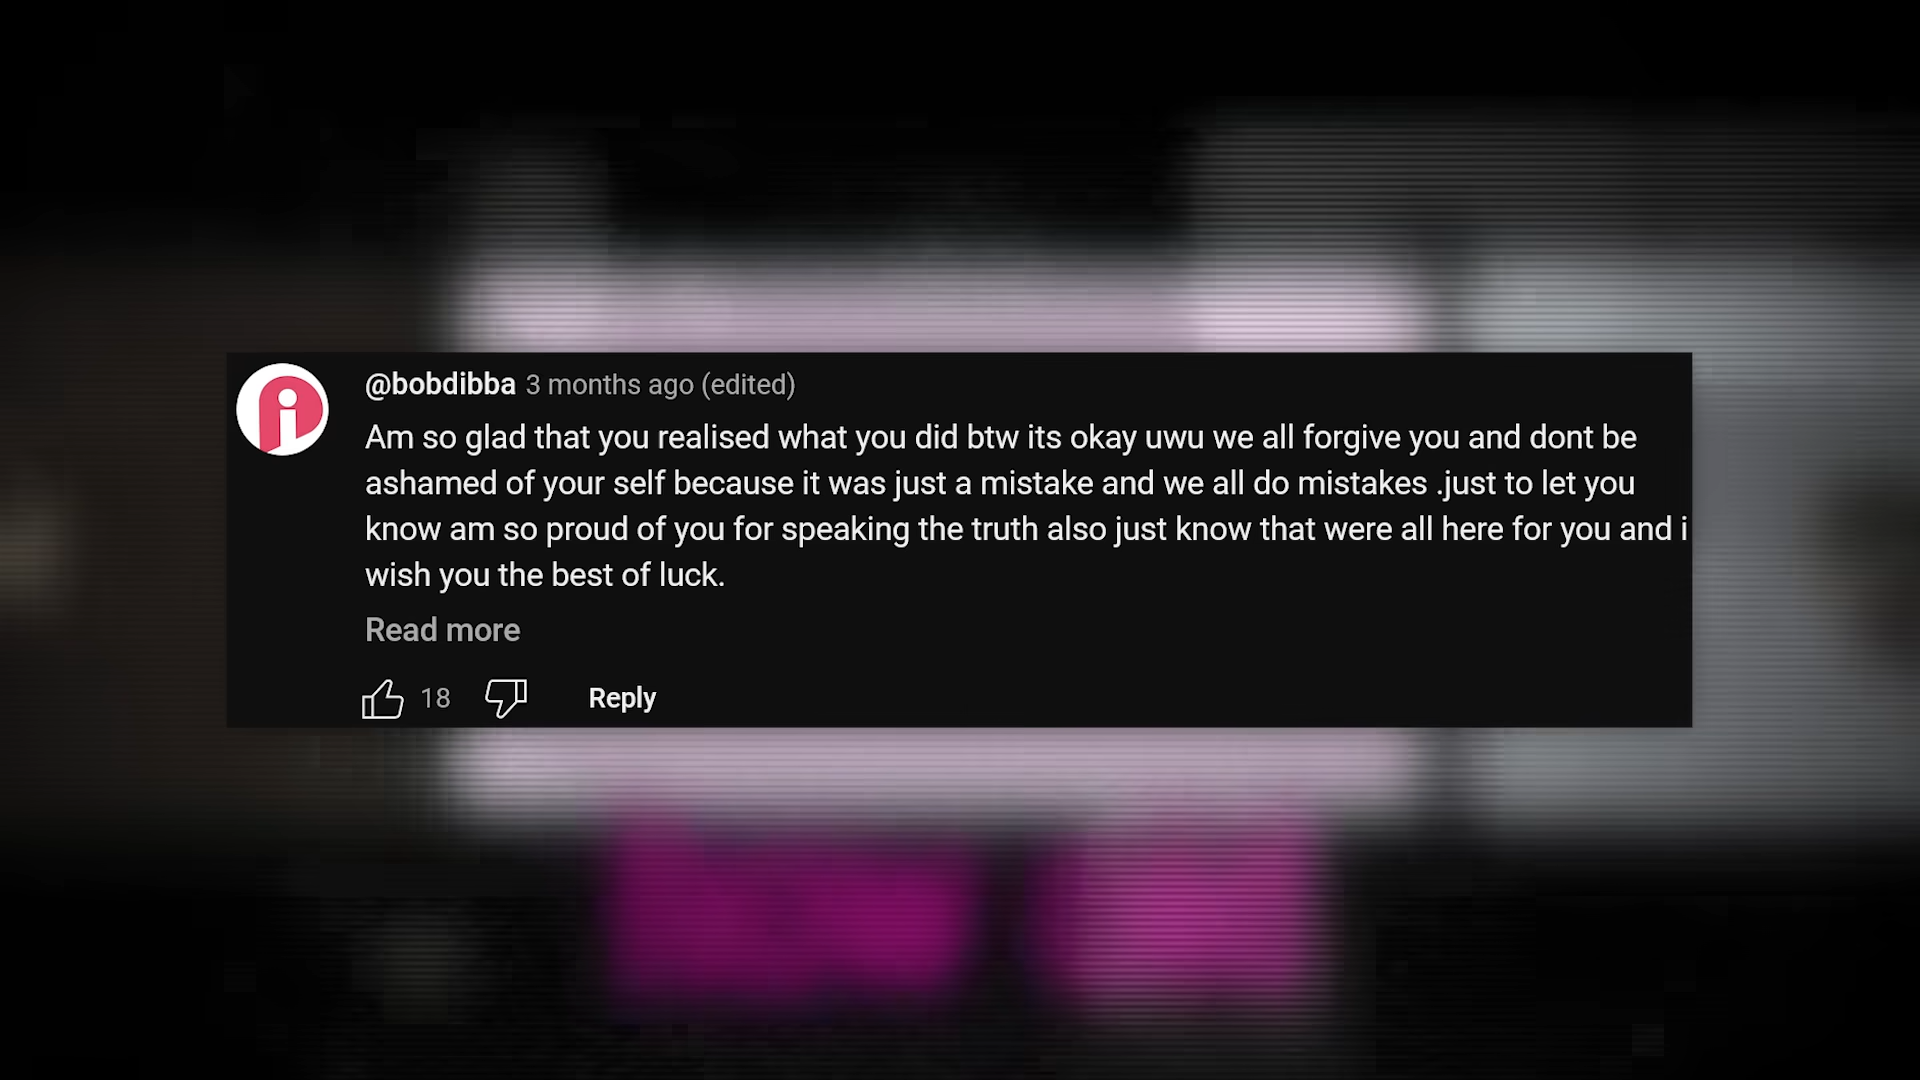 @bobdibba 3 months ago (edited)
Am so glad that you realised what you did btw its okay uwu we all forgive you and dont be
ashamed of your self because it was just a mistake and we all do mistakes .just to let you
know am so proud of you for speaking the truth also just know that were all here for you and i
wish you the best of luck.
Read more
18 Reply